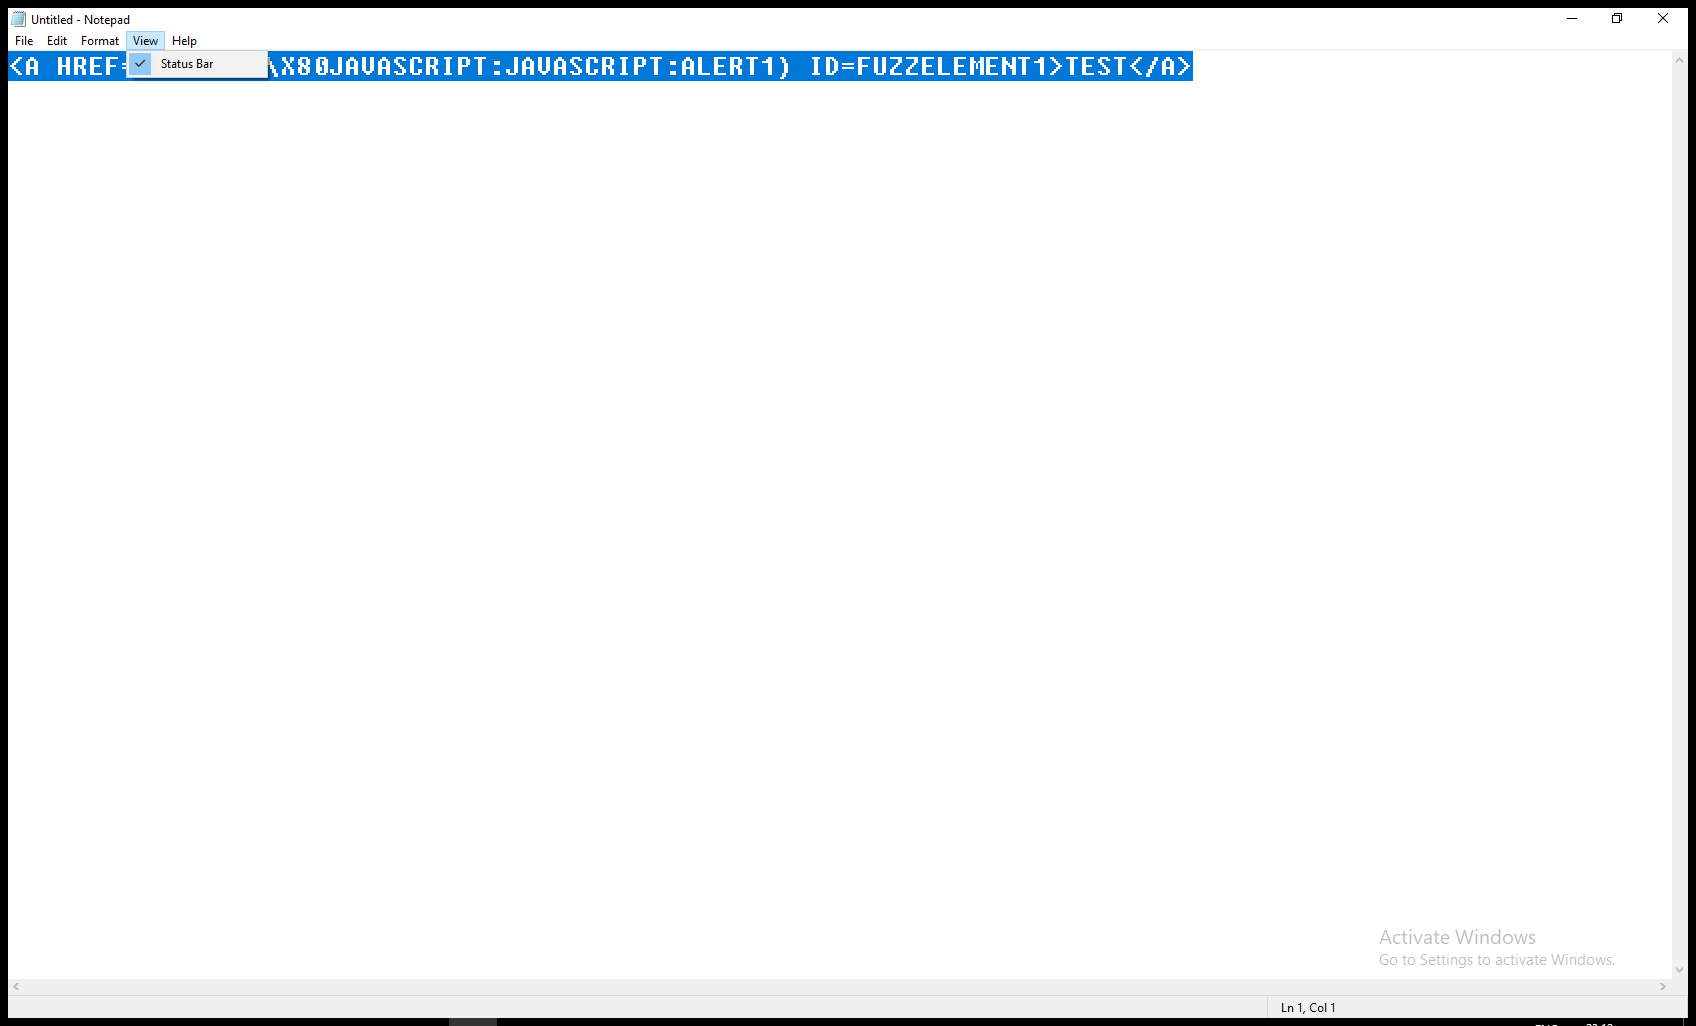 Untitled - Notepad
File Edit Format View Help
Status Bar
<A HREF= \X80JAVASCRIPT:JAVASCRIPT:ALERT1) ID=FUZZELEMENT1>TEST</A>
Activate Windows
Go to Settings to activate Windows.
Ln 1, Col 1